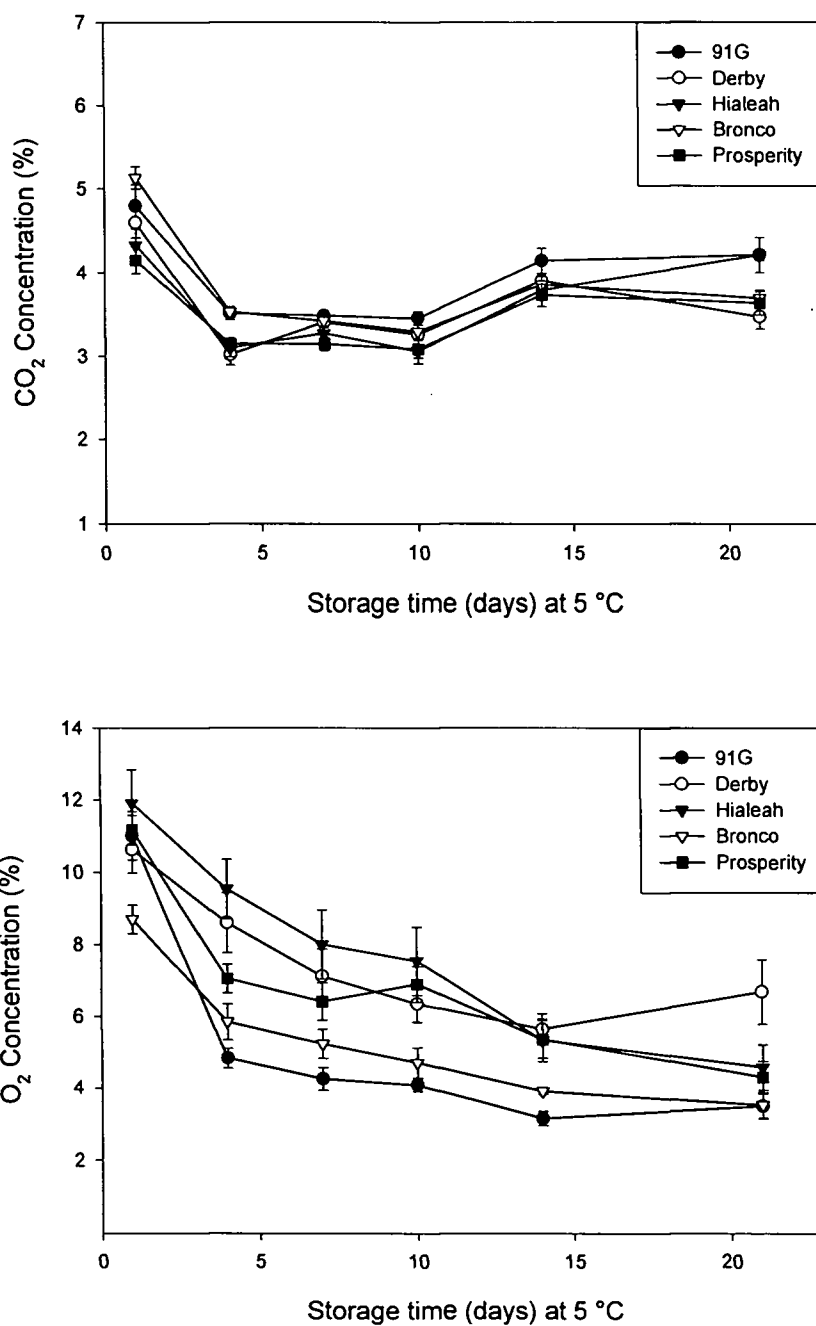 7
6
5
4
3
2
1
CO2 Concentration (%)
91G
Derby
Hialeah
Bronco
Prosperity
0 5 10 15 20
Storage time (days) at 5 °C
14
12
10
8
6
4
2
O2 Concentration (%)
91G
Derby
Hialeah
Bronco
Prosperity
0 5 10 15 20
Storage time (days) at 5 °C